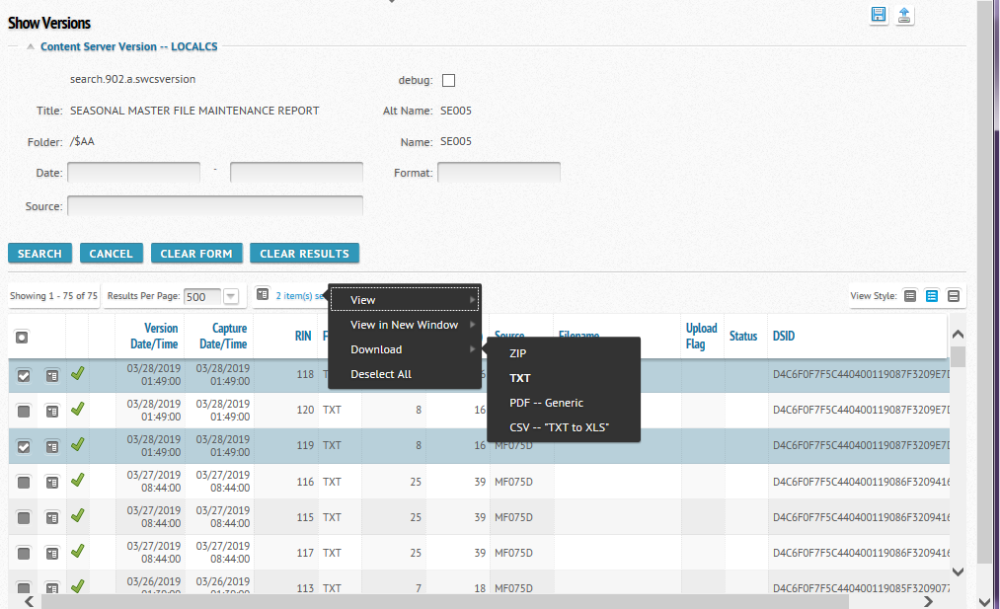 Show Versions
Content Server Version -- LOCALCS
search.902.a.swcsversion
debug:
Title: SEASONAL MASTER FILE MAINTENANCE REPORT
Alt Name: SE005
Folder: /$AA
Name: SE005
Date: -
Format:
Source:
SEARCH CANCEL CLEAR FORM CLEAR RESULTS
Showing 1 - 75 of 75
Results Per Page: 500
2 item(s) se
View Style:
View
View in New Window
Download
Deselect All
ZIP
TXT
PDF -- Generic
CSV -- "TXT to XLS"
Version Date/Time Capture Date/Time RIN F Source Filename Upload Flag Status DSID
03/28/2019 01:49:00 03/28/2019 01:49:00 118 T D4C6F0F7F5C440400119087F3209E7D
03/28/2019 01:49:00 03/28/2019 01:49:00 120 TXT 8 16 D4C6F0F7F5C440400119087F3209E7D
03/28/2019 01:49:00 03/28/2019 01:49:00 119 TXT 8 16 MF075D D4C6F0F7F5C440400119087F3209E7D
03/27/2019 08:44:00 03/27/2019 08:44:00 116 TXT 25 39 MF075D D4C6F0F7F5C440400119086F3209416
03/27/2019 08:44:00 03/27/2019 08:44:00 115 TXT 25 39 MF075D D4C6F0F7F5C440400119086F3209416
03/27/2019 08:44:00 03/27/2019 08:44:00 117 TXT 25 39 MF075D D4C6F0F7F5C440400119086F3209416
03/26/2019 03/26/2019 113 TXT 7 18 MF075D D4C6F0F7F5C440400119085F3209077